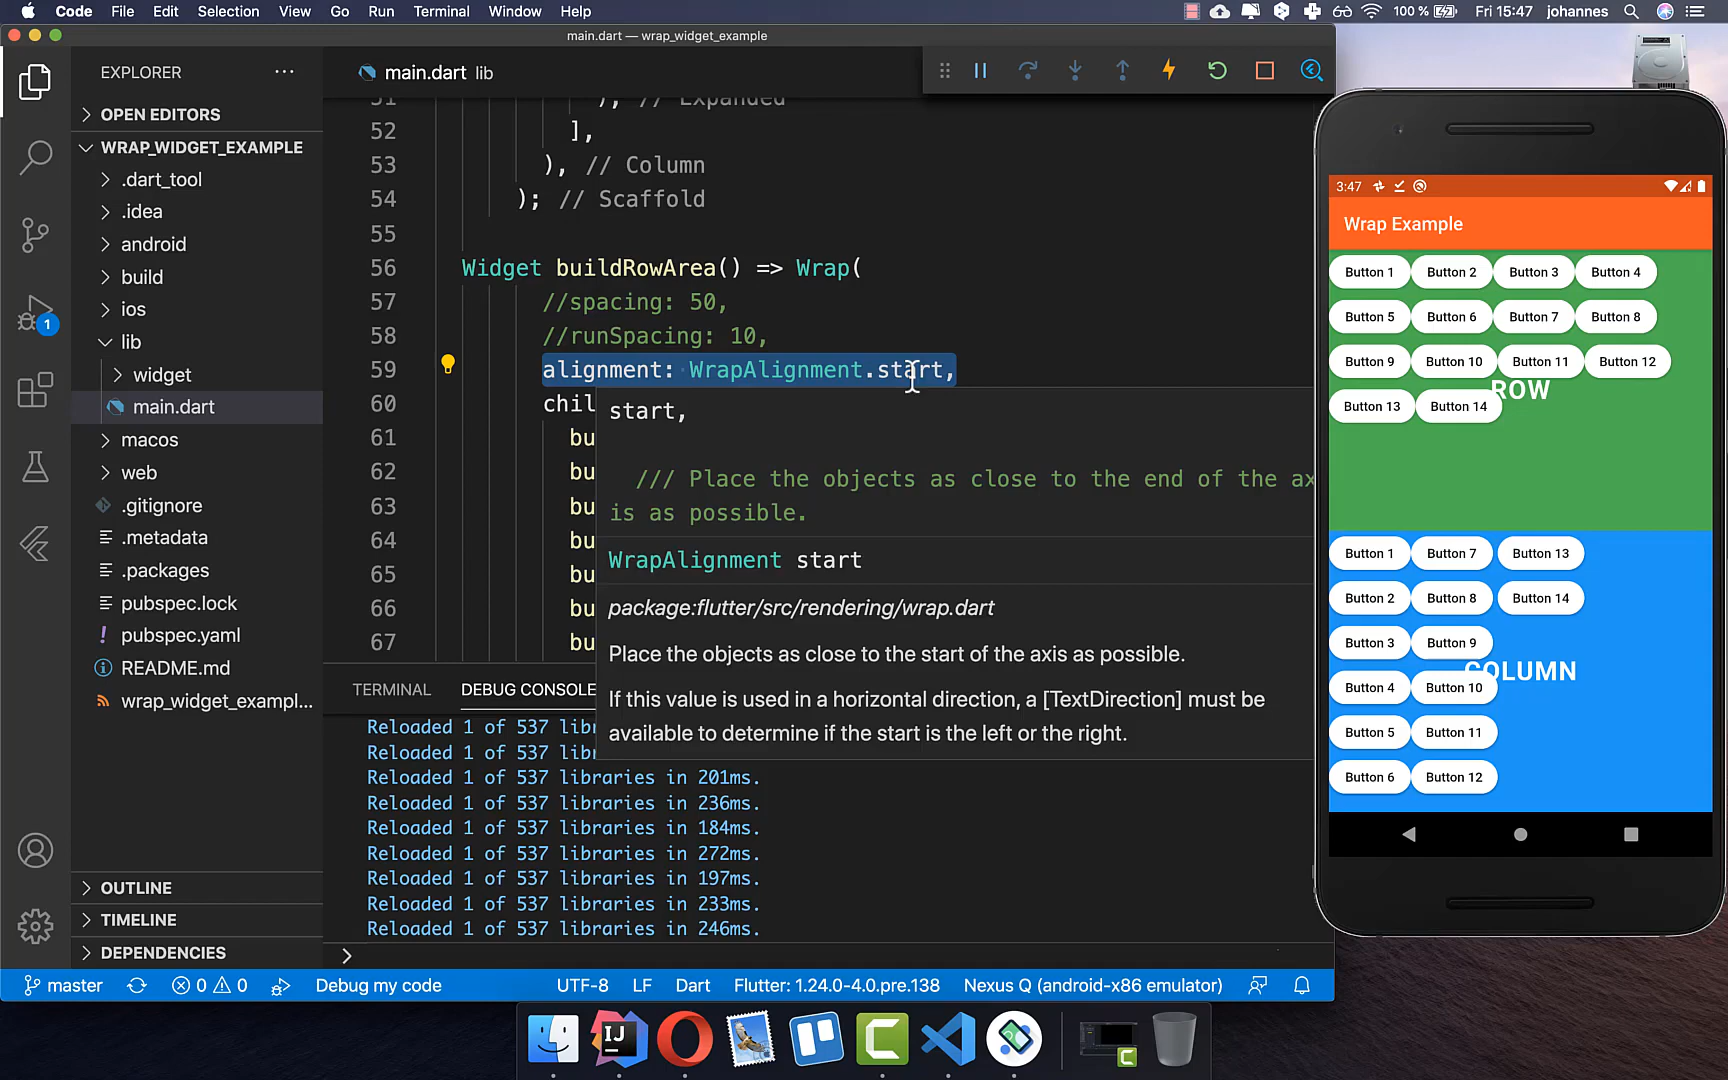 Code File Edit Selection View Go Run Terminal Window Help 100 % Fri 15:47 johannes
main.dart — wrap_widget_example
EXPLORER
OPEN EDITORS
WRAP_WIDGET_EXAMPLE
.dart_tool
.idea
android
build
ios
lib
widget
main.dart
macos
web
.gitignore
.metadata
.packages
pubspec.lock
! pubspec.yaml
README.md
wrap_widget_exampl...
OUTLINE
TIMELINE
DEPENDENCIES
1
main.dart lib
51 ), // Expanded
52 ],
53 ), // Column
54 ); // Scaffold
55
56 Widget buildRowArea() => Wrap(
57 //spacing: 50,
58 //runSpacing: 10,
59 alignment: WrapAlignment.start,
60 chil
61 bu
62 bu
63 bu
64 bu
65 bu
66 bu
67 bu
start,
/// Place the objects as close to the end of the ax
is as possible.
WrapAlignment start
package:flutter/src/rendering/wrap.dart
Place the objects as close to the start of the axis as possible.
If this value is used in a horizontal direction, a [TextDirection] must be
available to determine if the start is the left or the right.
TERMINAL DEBUG CONSOLE
Reloaded 1 of 537 libr
Reloaded 1 of 537 libr
Reloaded 1 of 537 libraries in 201ms.
Reloaded 1 of 537 libraries in 236ms.
Reloaded 1 of 537 libraries in 184ms.
Reloaded 1 of 537 libraries in 272ms.
Reloaded 1 of 537 libraries in 197ms.
Reloaded 1 of 537 libraries in 233ms.
Reloaded 1 of 537 libraries in 246ms.
master 0 0 Debug my code UTF-8 LF Dart Flutter: 1.24.0-4.0.pre.138 Nexus Q (android-x86 emulator)
3:47
Wrap Example
Button 1 Button 2 Button 3 Button 4
Button 5 Button 6 Button 7 Button 8
Button 9 Button 10 Button 11 Button 12
ROW
Button 13 Button 14
Button 1 Button 7 Button 13
Button 2 Button 8 Button 14
Button 3 Button 9
COLUMN
Button 4 Button 10
Button 5 Button 11
Button 6 Button 12
IJ
C
C